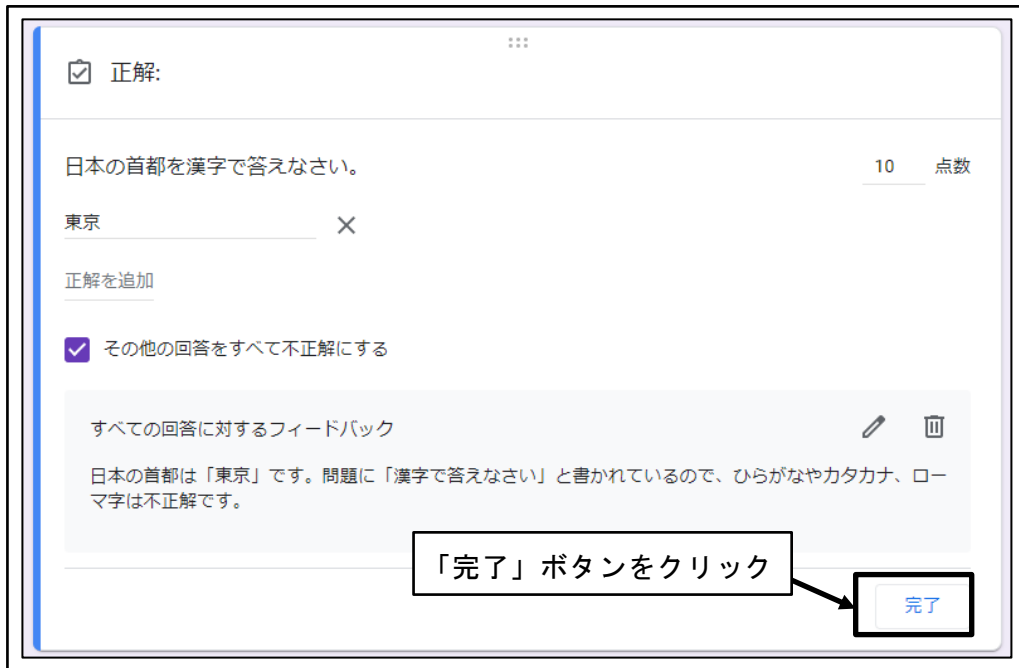 正解:
日本の首都を漢字で答えなさい。 10 点数
東京
正解を追加
その他の回答をすべて不正解にする
すべての回答に対するフィードバック
日本の首都は「東京」です。問題に「漢字で答えなさい」と書かれているので、ひらがなやカタカナ、ロー
マ字は不正解です。
「完了」ボタンをクリック
完了